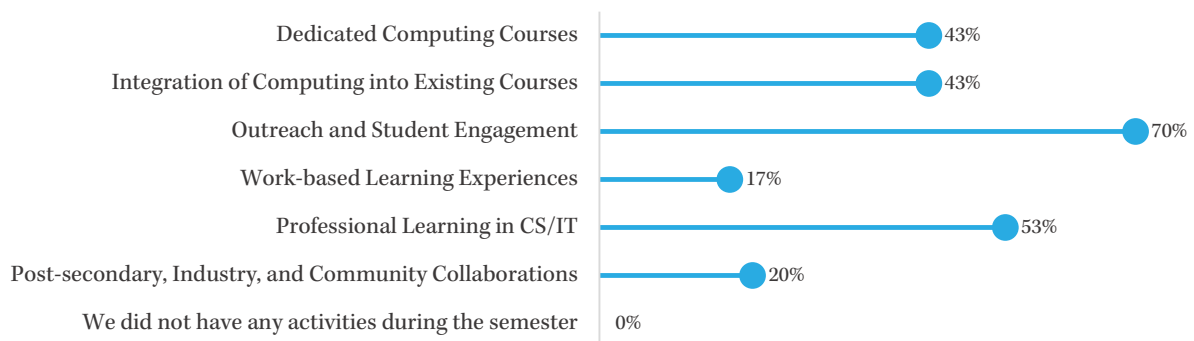 Dedicated Computing Courses 43%
Integration of Computing into Existing Courses 43%
Outreach and Student Engagement 70%
Work-based Learning Experiences 17%
Professional Learning in CS/IT 53%
Post-secondary, Industry, and Community Collaborations 20%
We did not have any activities during the semester 0%